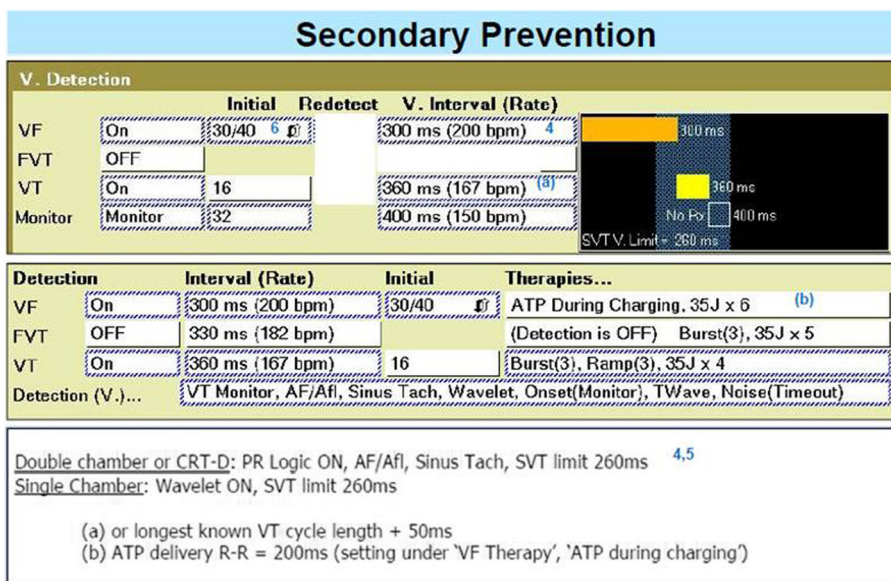 Secondary Prevention
V. Detection
Initial Redetect V. Interval (Rate)
VF On 30/40 6 300 ms (200 bpm) 4 300 ms
FVT OFF
VT On 16 360 ms (167 bpm) (a) 360 ms
Monitor Monitor 32 400 ms (150 bpm) No Rx 400 ms
SVT V. Limit = 260 ms
Detection Interval (Rate) Initial Therapies...
VF On 300 ms (200 bpm) 30/40 ATP During Charging, 35J x 6 (b)
FVT OFF 330 ms (182 bpm) (Detection is OFF) Burst(3), 35J x 5
VT On 360 ms (167 bpm) 16 Burst(3), Ramp(3), 35J x 4
Detection (V.)... VT Monitor, AF/Afl, Sinus Tach, Wavelet, Onset(Monitor), TWave, Noise(Timeout)
Double chamber or CRT-D: PR Logic ON, AF/Afl, Sinus Tach, SVT limit 260ms 4,5
Single Chamber: Wavelet ON, SVT limit 260ms
(a) or longest known VT cycle length + 50ms
(b) ATP delivery R-R = 200ms (setting under 'VF Therapy', 'ATP during charging')